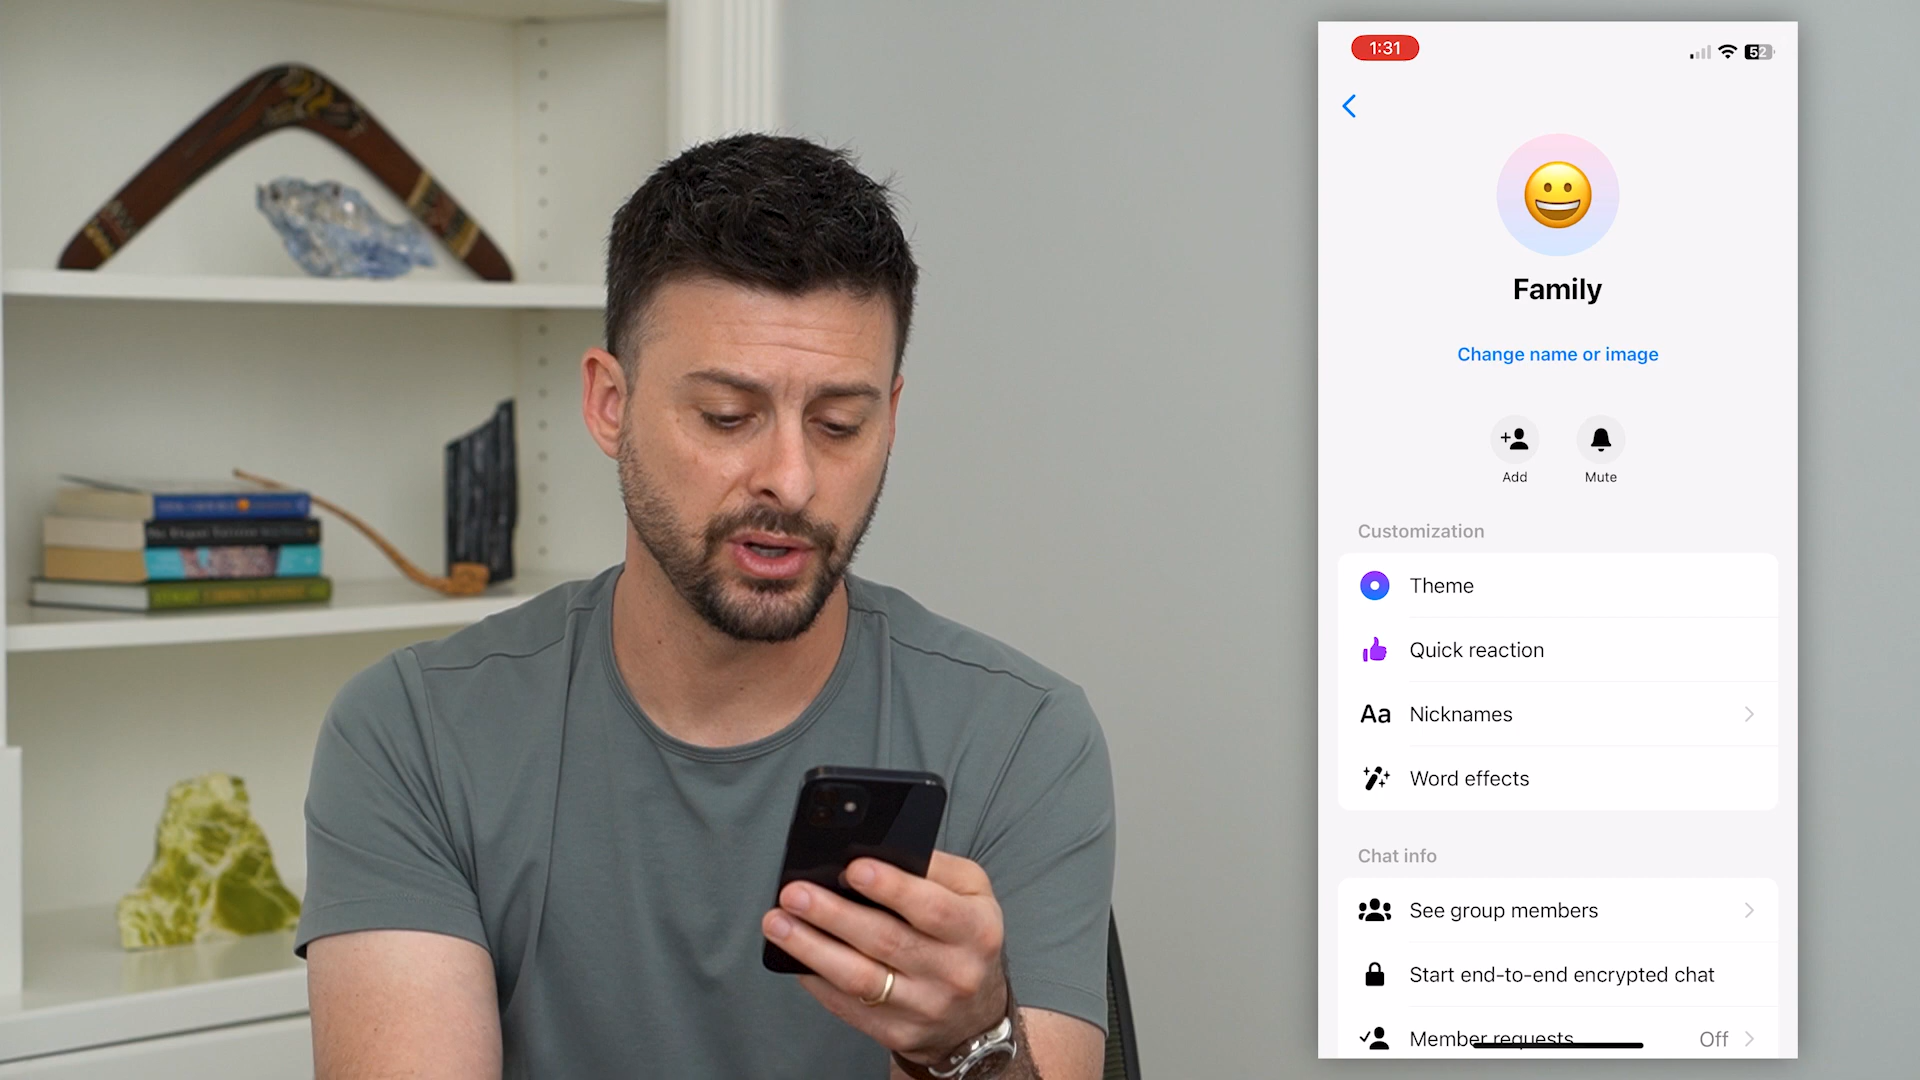 1:31
52
Family
Change name or image
Add
Mute
Customization
Theme
Quick reaction
Aa Nicknames
Word effects
Chat info
See group members
Start end-to-end encrypted chat
Member requests Off